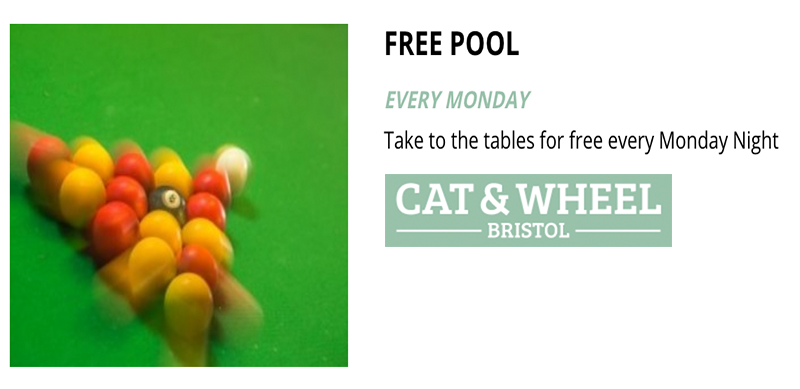 FREE POOL
EVERY MONDAY
Take to the tables for free every Monday Night
CAT & WHEEL
BRISTOL